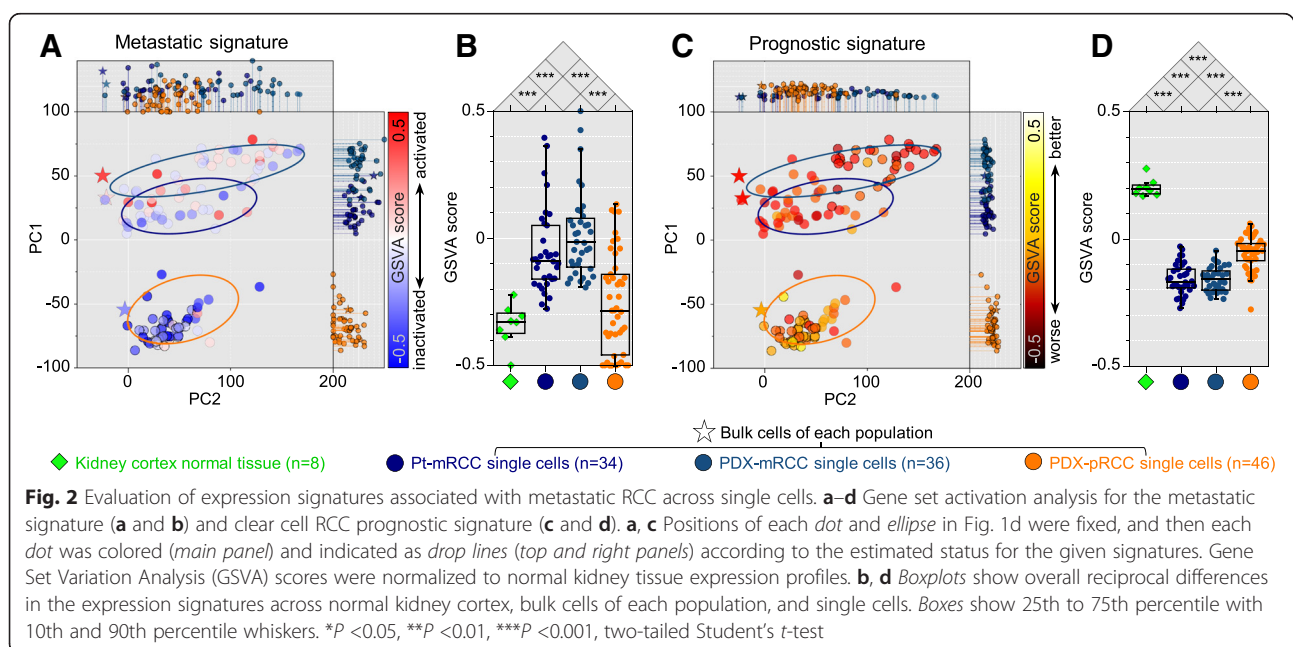 A
Metastatic signature
100
50
0
-50
-100
PC1
0
100
200
PC2
0.5
GSVA score
-0.5
activated
inactivated
B
***
***
***
***
0.5
0
-0.5
GSVA score
C
Prognostic signature
100
50
0
-50
-100
PC1
0
100
200
PC2
0.5
GSVA score
-0.5
better
worse
D
***
***
***
***
***
0.5
0
-0.5
GSVA score
Bulk cells of each population
Kidney cortex normal tissue (n=8)
Pt-mRCC single cells (n=34)
PDX-mRCC single cells (n=36)
PDX-pRCC single cells (n=46)
Fig. 2 Evaluation of expression signatures associated with metastatic RCC across single cells. a–d Gene set activation analysis for the metastatic
signature (a and b) and clear cell RCC prognostic signature (c and d). a, c Positions of each dot and ellipse in Fig. 1d were fixed, and then each
dot was colored (main panel) and indicated as drop lines (top and right panels) according to the estimated status for the given signatures. Gene
Set Variation Analysis (GSVA) scores were normalized to normal kidney tissue expression profiles. b, d Boxplots show overall reciprocal differences
in the expression signatures across normal kidney cortex, bulk cells of each population, and single cells. Boxes show 25th to 75th percentile with
10th and 90th percentile whiskers. *P <0.05, **P <0.01, ***P <0.001, two-tailed Student's t-test